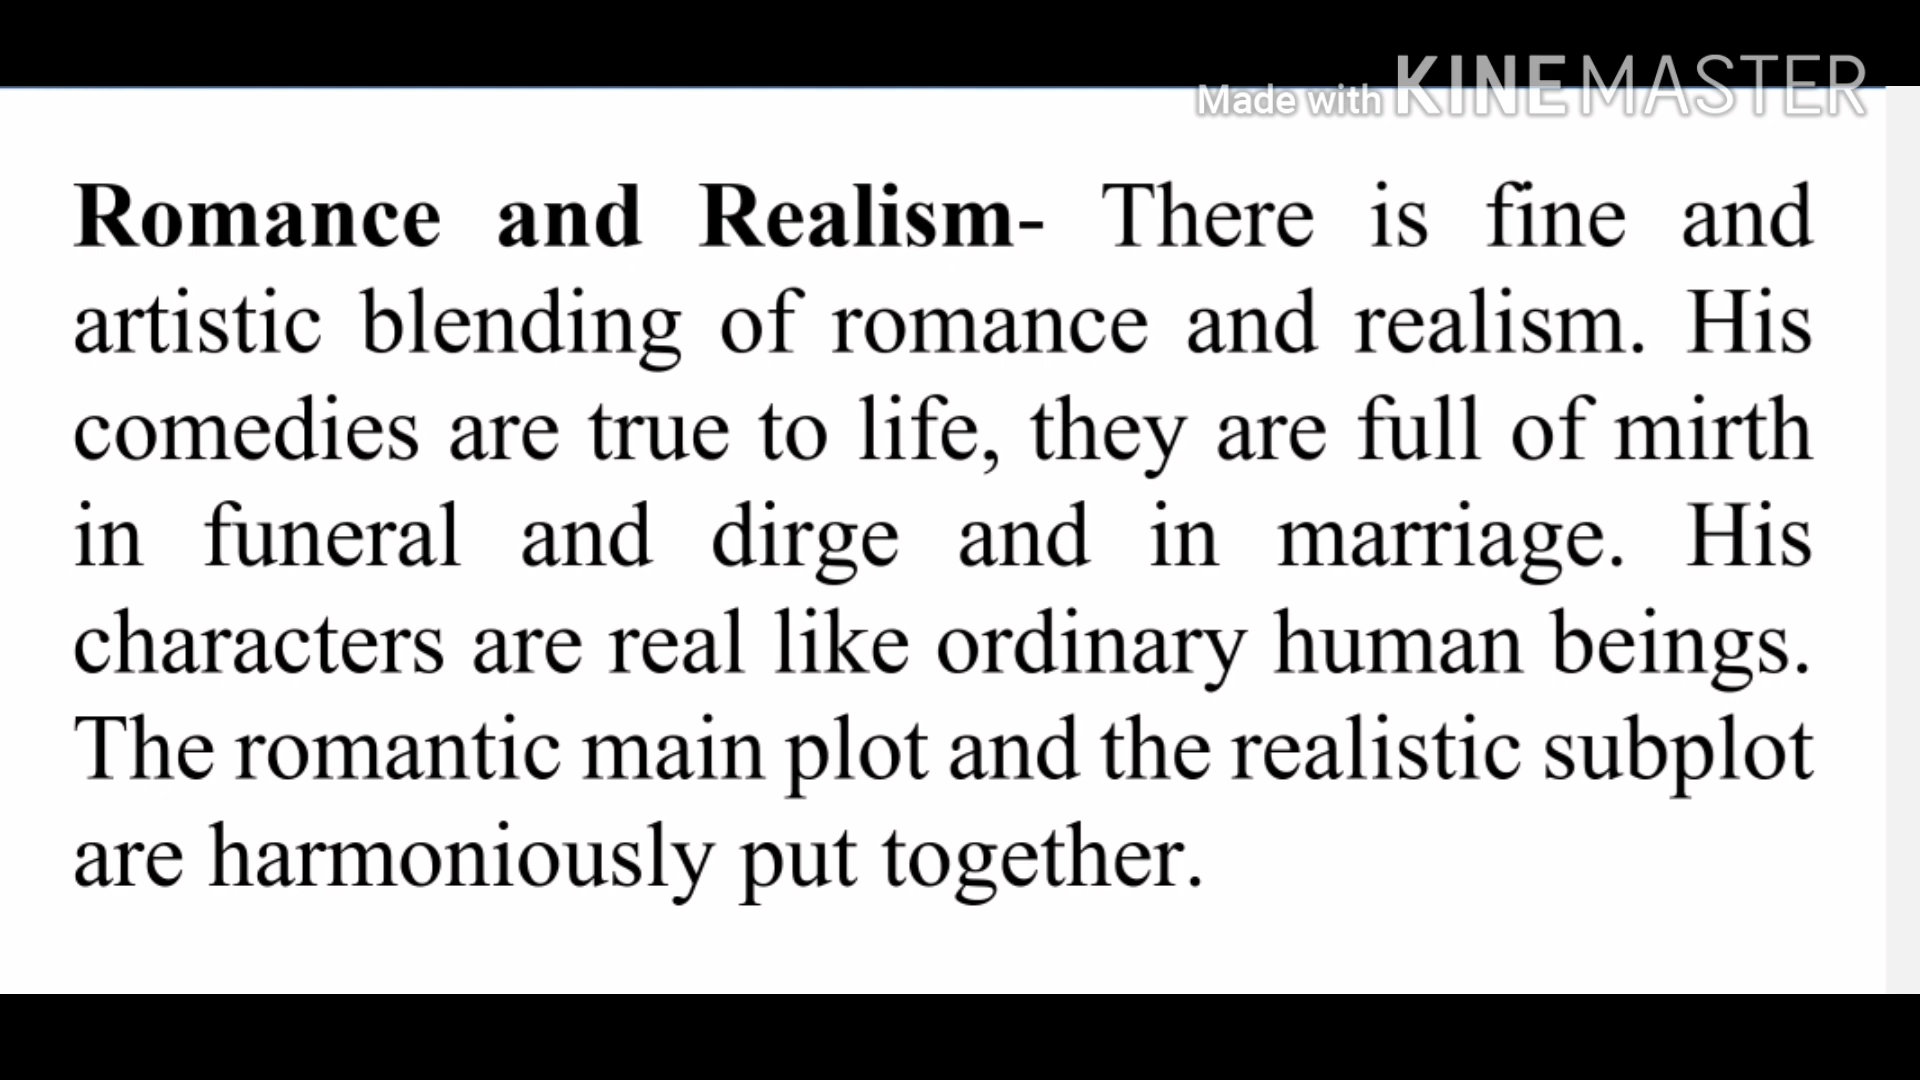 Made with KINEMASTER
Romance and Realism- There is fine and
artistic blending of romance and realism. His
comedies are true to life, they are full of mirth
in funeral and dirge and in marriage. His
characters are real like ordinary human beings.
The romantic main plot and the realistic subplot
are harmoniously put together.